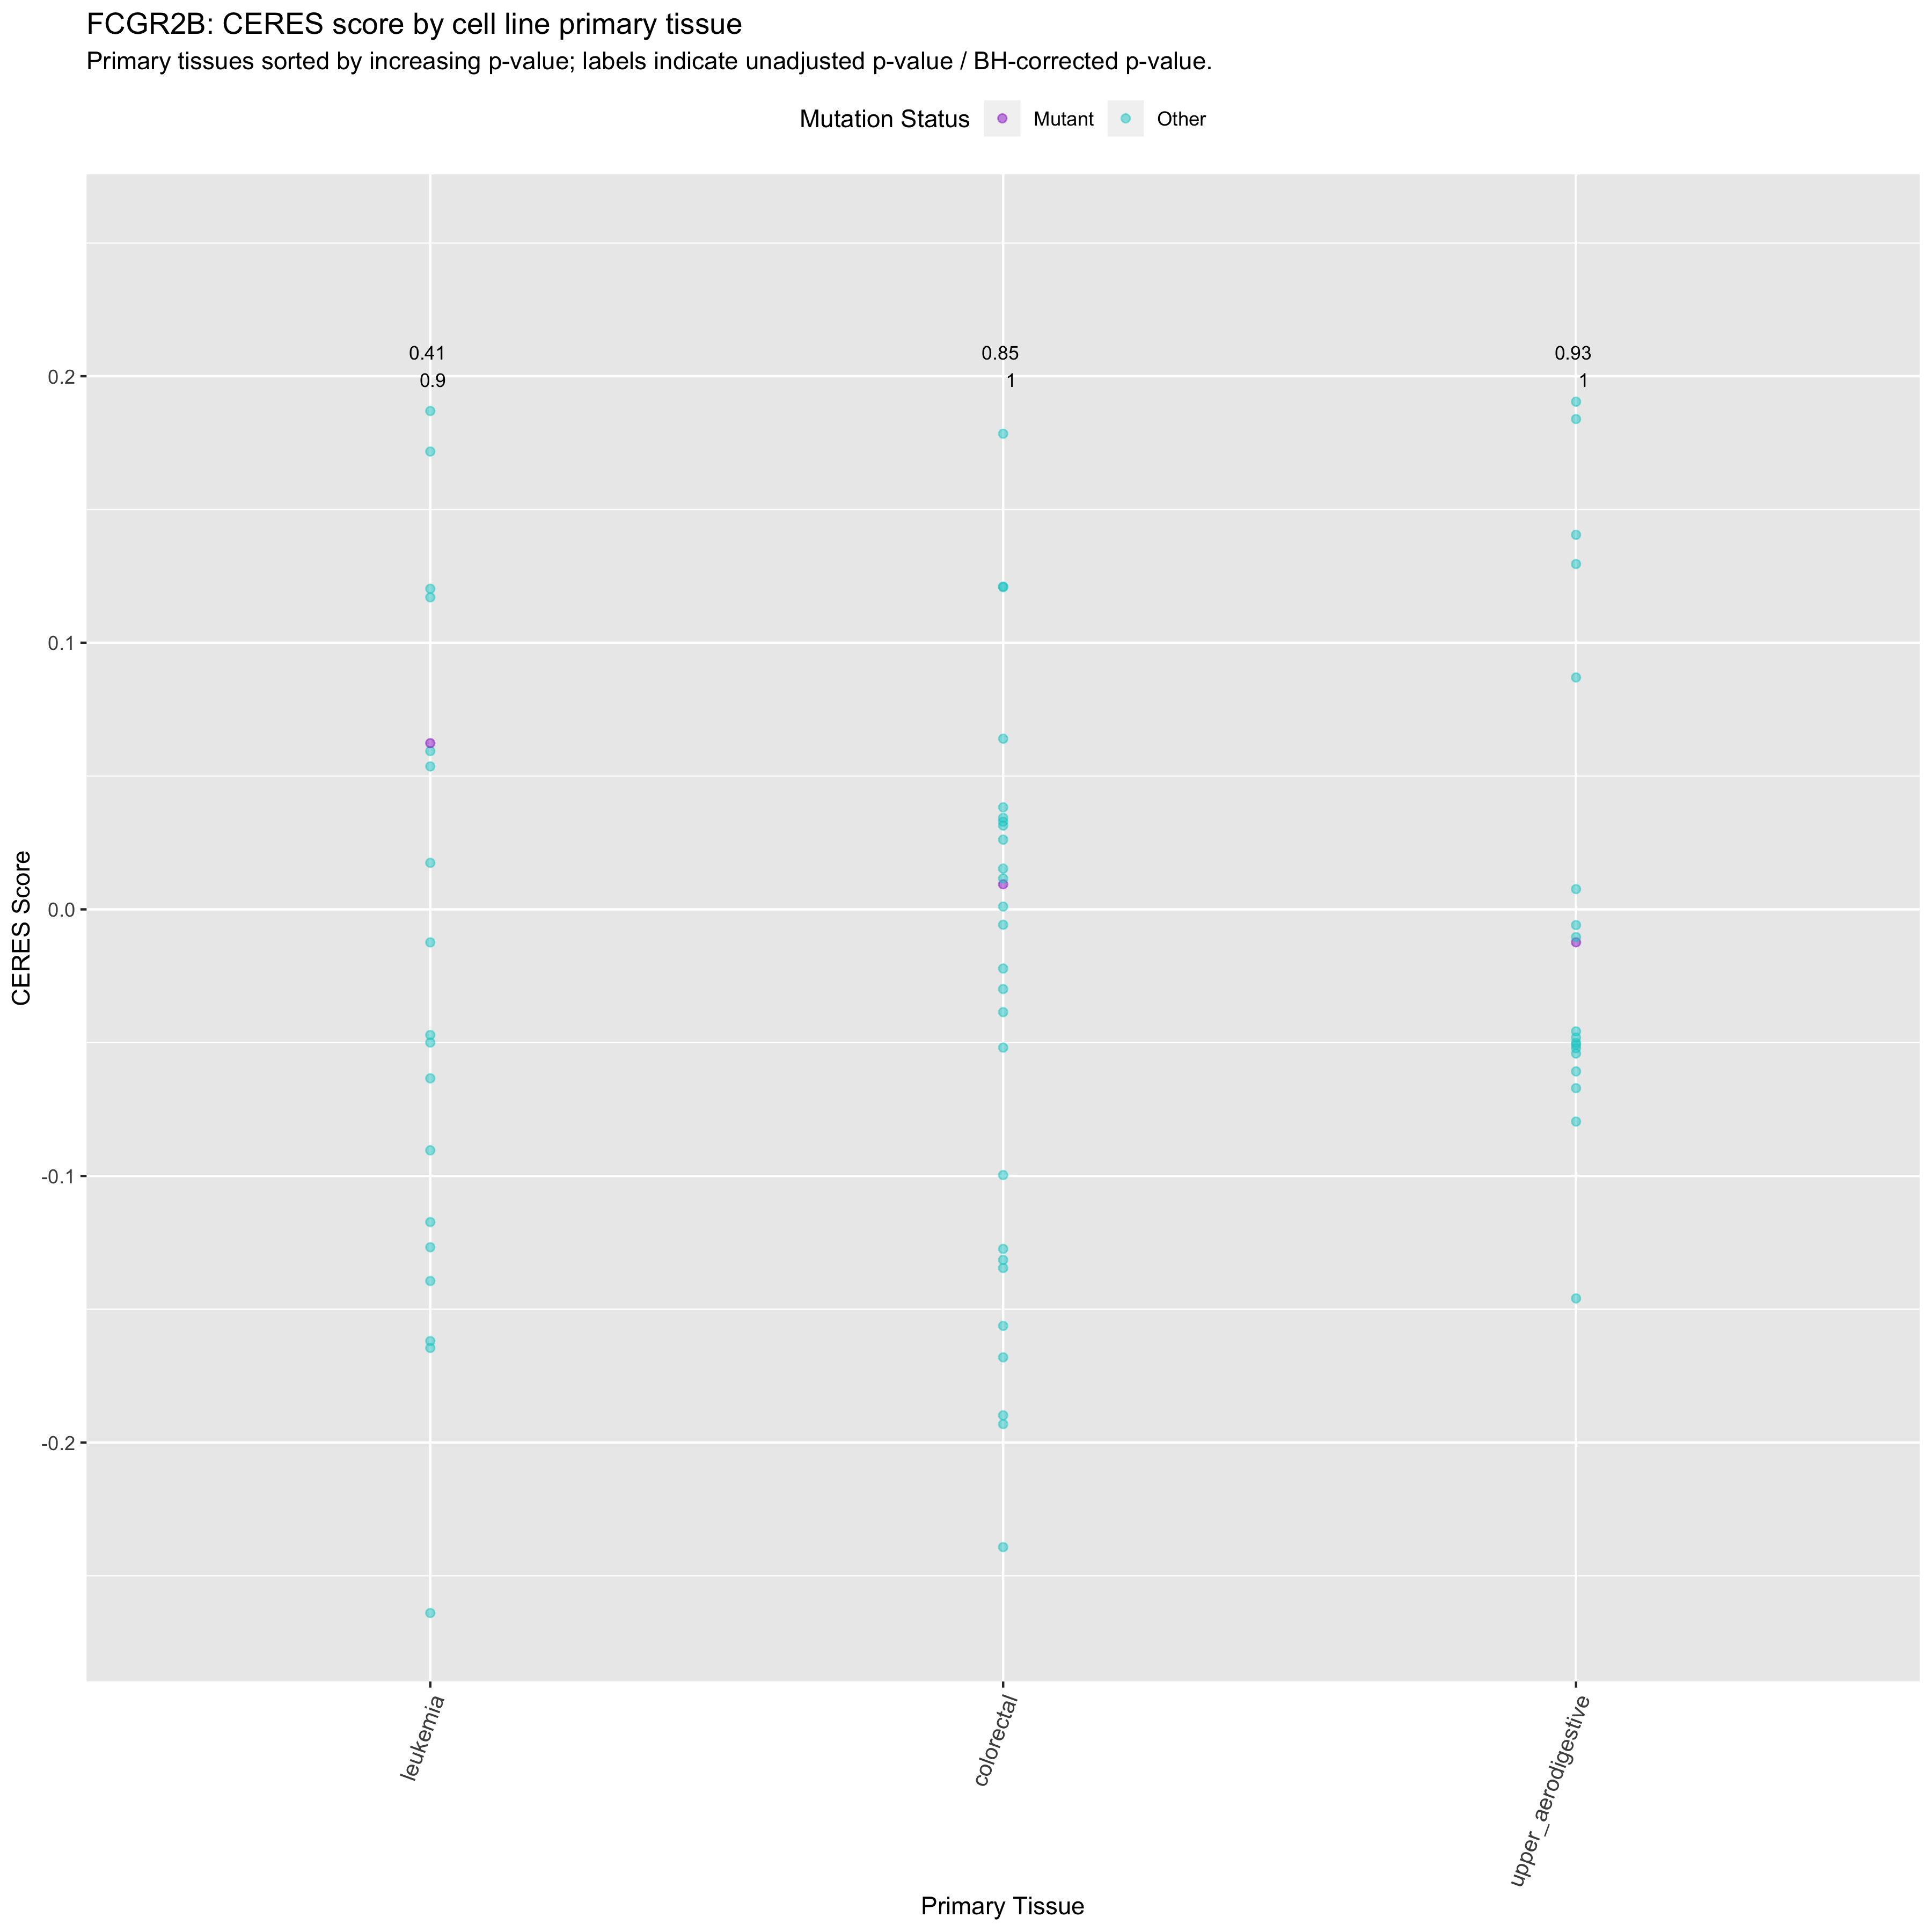 FCGR2B: CERES score by cell line primary tissue
Primary tissues sorted by increasing p-value; labels indicate unadjusted p-value / BH-corrected p-value.
Mutation Status Mutant Other
0.41 0.85 0.93
0.9 1 1
0.2
0.1
0.0
-0.1
-0.2
CERES Score
leukemia colorectal upper_aerodigestive
Primary Tissue